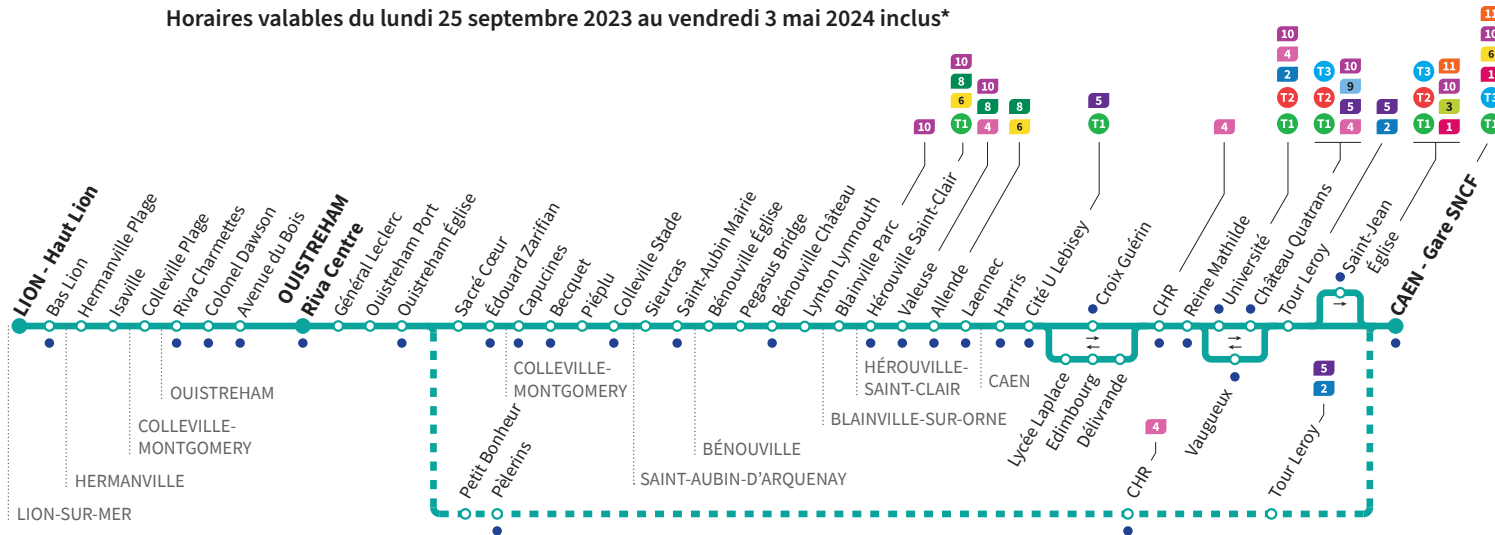 Horaires valables du lundi 25 septembre 2023 au vendredi 3 mai 2024 inclus*
10
10
8
6
T1
10
8
4
8
6
5
T1
4
10
4
2
T2
T1
T3
T2
T1
10
9
5
4
5
2
T3
T2
T1
11
10
3
1
11
10
6
1
T3
T1
LION - Haut Lion
Bas Lion
Hermanville Plage
Isaville
Colleville Plage
Riva Charmettes
Colonel Dawson
Avenue du Bois
OUISTREHAM
Riva Centre
Général Leclerc
Ouistreham Port
Ouistreham Église
Sacré Cœur
Édouard Zarifian
Capucines
Becquet
Piéplu
Colleville Stade
Sieurcas
Saint-Aubin Mairie
Bénouville Église
Pegasus Bridge
Bénouville Château
Lynton Lynmouth
Blainville Parc
Hérouville Saint-Clair
Valeuse
Allende
Laennec
Harris
Cité U Lebisey
Croix Guérin
CHR
Reine Mathilde
Université
Château Quatrans
Tour Leroy
Saint-Jean
Église
CAEN - Gare SNCF
→
←
→
←
→
Lycée Laplace
Edimbourg
Délivrande
Vaugueux
LION-SUR-MER
HERMANVILLE
COLLEVILLE-
MONTGOMERY
OUISTREHAM
COLLEVILLE-
MONTGOMERY
SAINT-AUBIN-D'ARQUENAY
BÉNOUVILLE
BLAINVILLE-SUR-ORNE
HÉROUVILLE-
SAINT-CLAIR
CAEN
Petit Bonheur
Pèlerins
4
CHR
5
2
Tour Leroy